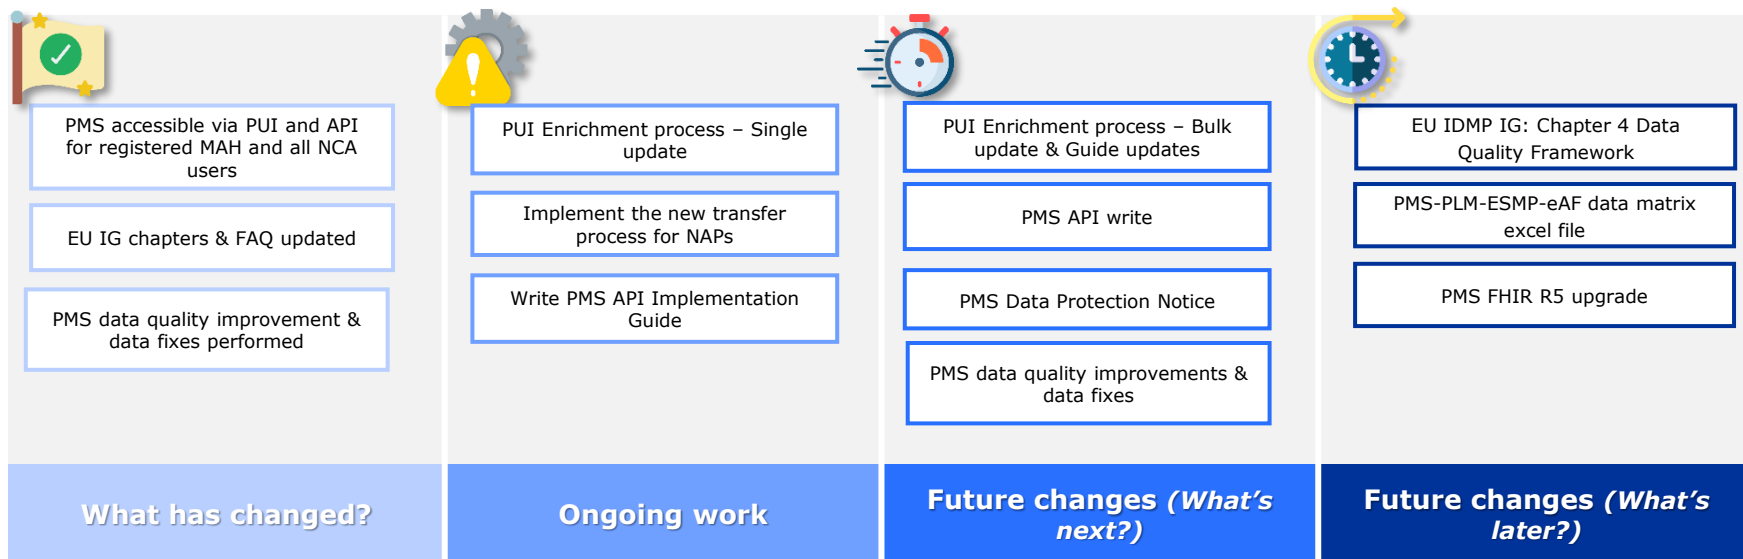 PMS accessible via PUI and API
for registered MAH and all NCA
users
EU IG chapters & FAQ updated
PMS data quality improvement &
data fixes performed
What has changed?
PUI Enrichment process – Single
update
Implement the new transfer
process for NAPs
Write PMS API Implementation
Guide
Ongoing work
PUI Enrichment process – Bulk
update & Guide updates
PMS API write
PMS Data Protection Notice
PMS data quality improvements &
data fixes
Future changes (What's
next?)
EU IDMP IG: Chapter 4 Data
Quality Framework
PMS-PLM-ESMP-eAF data matrix
excel file
PMS FHIR R5 upgrade
Future changes (What's
later?)